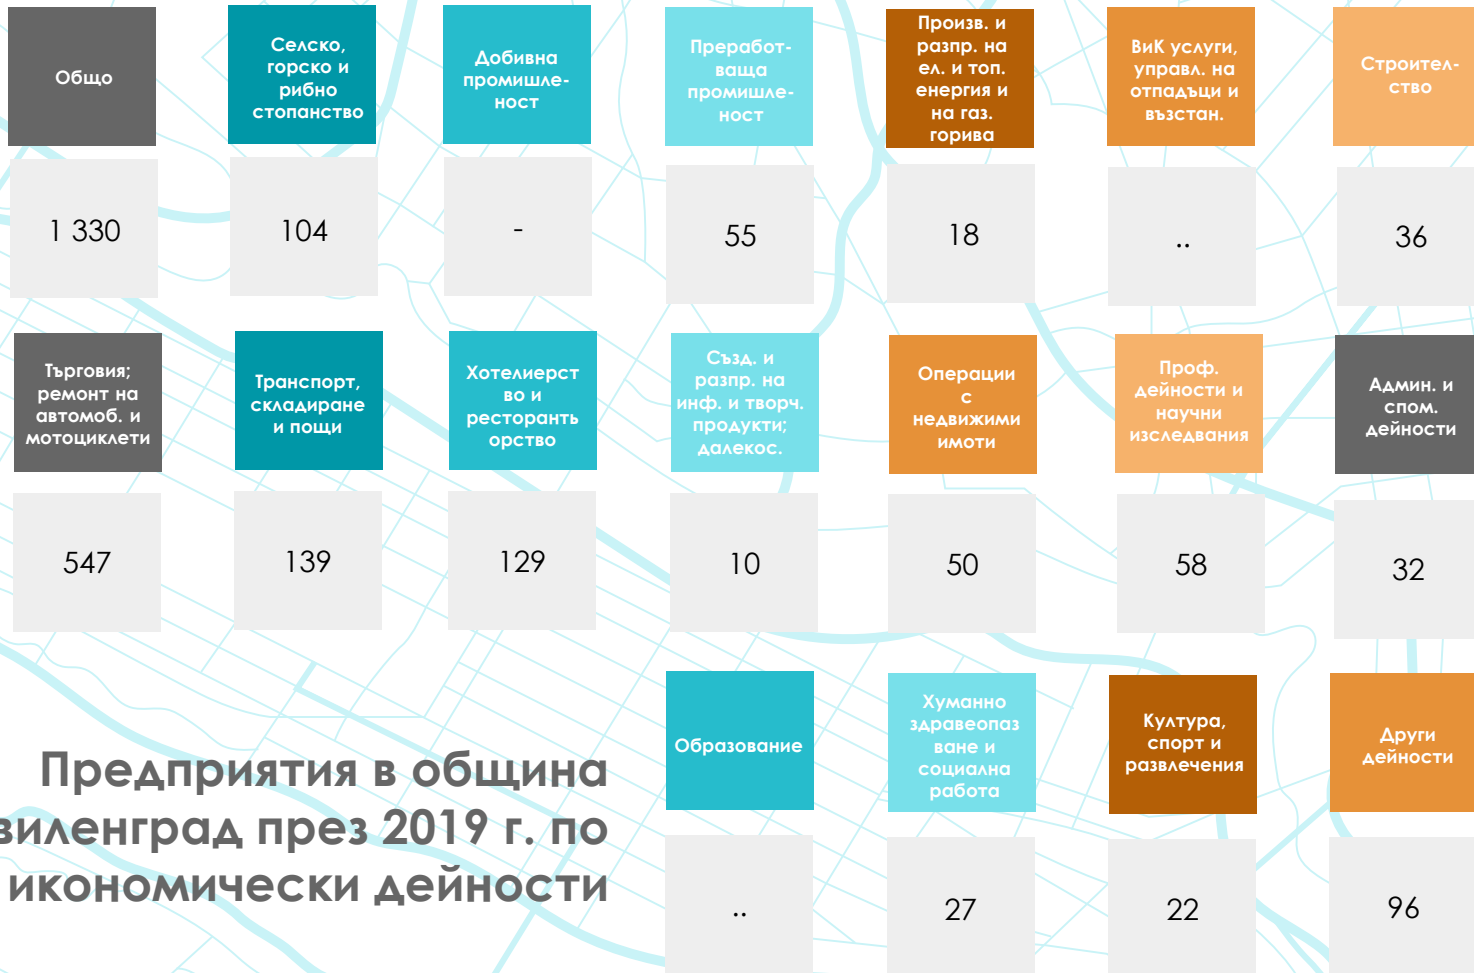 Общо
Селско,
горско и
рибно
стопанство
Добивна
промишле-
ност
Преработ-
ваща
промишле-
ност
Произв. и
разпр. на
ел. и топ.
енергия и
на газ.
горива
ВиК услуги,
управл. на
отпадъци и
възстан.
Строител-
ство
1 330
104
-
55
18
..
36
Търговия;
ремонт на
автомоб. и
мотоциклети
Транспорт,
складиране
и пощи
Хотелиерст
во и
ресторантъ
орство
Създ. и
разпр. на
инф. и творч.
продукти;
далекос.
Операции
с
недвижими
имоти
Проф.
дейности и
научни
изследвания
Админ. и
спом.
дейности
547
139
129
10
50
58
32
Образование
Хуманно
здравеопаз
ване и
социална
работа
Култура,
спорт и
развлечения
Други
дейности
..
27
22
96
Предприятия в община
виленград през 2019 г. по
икономически дейности